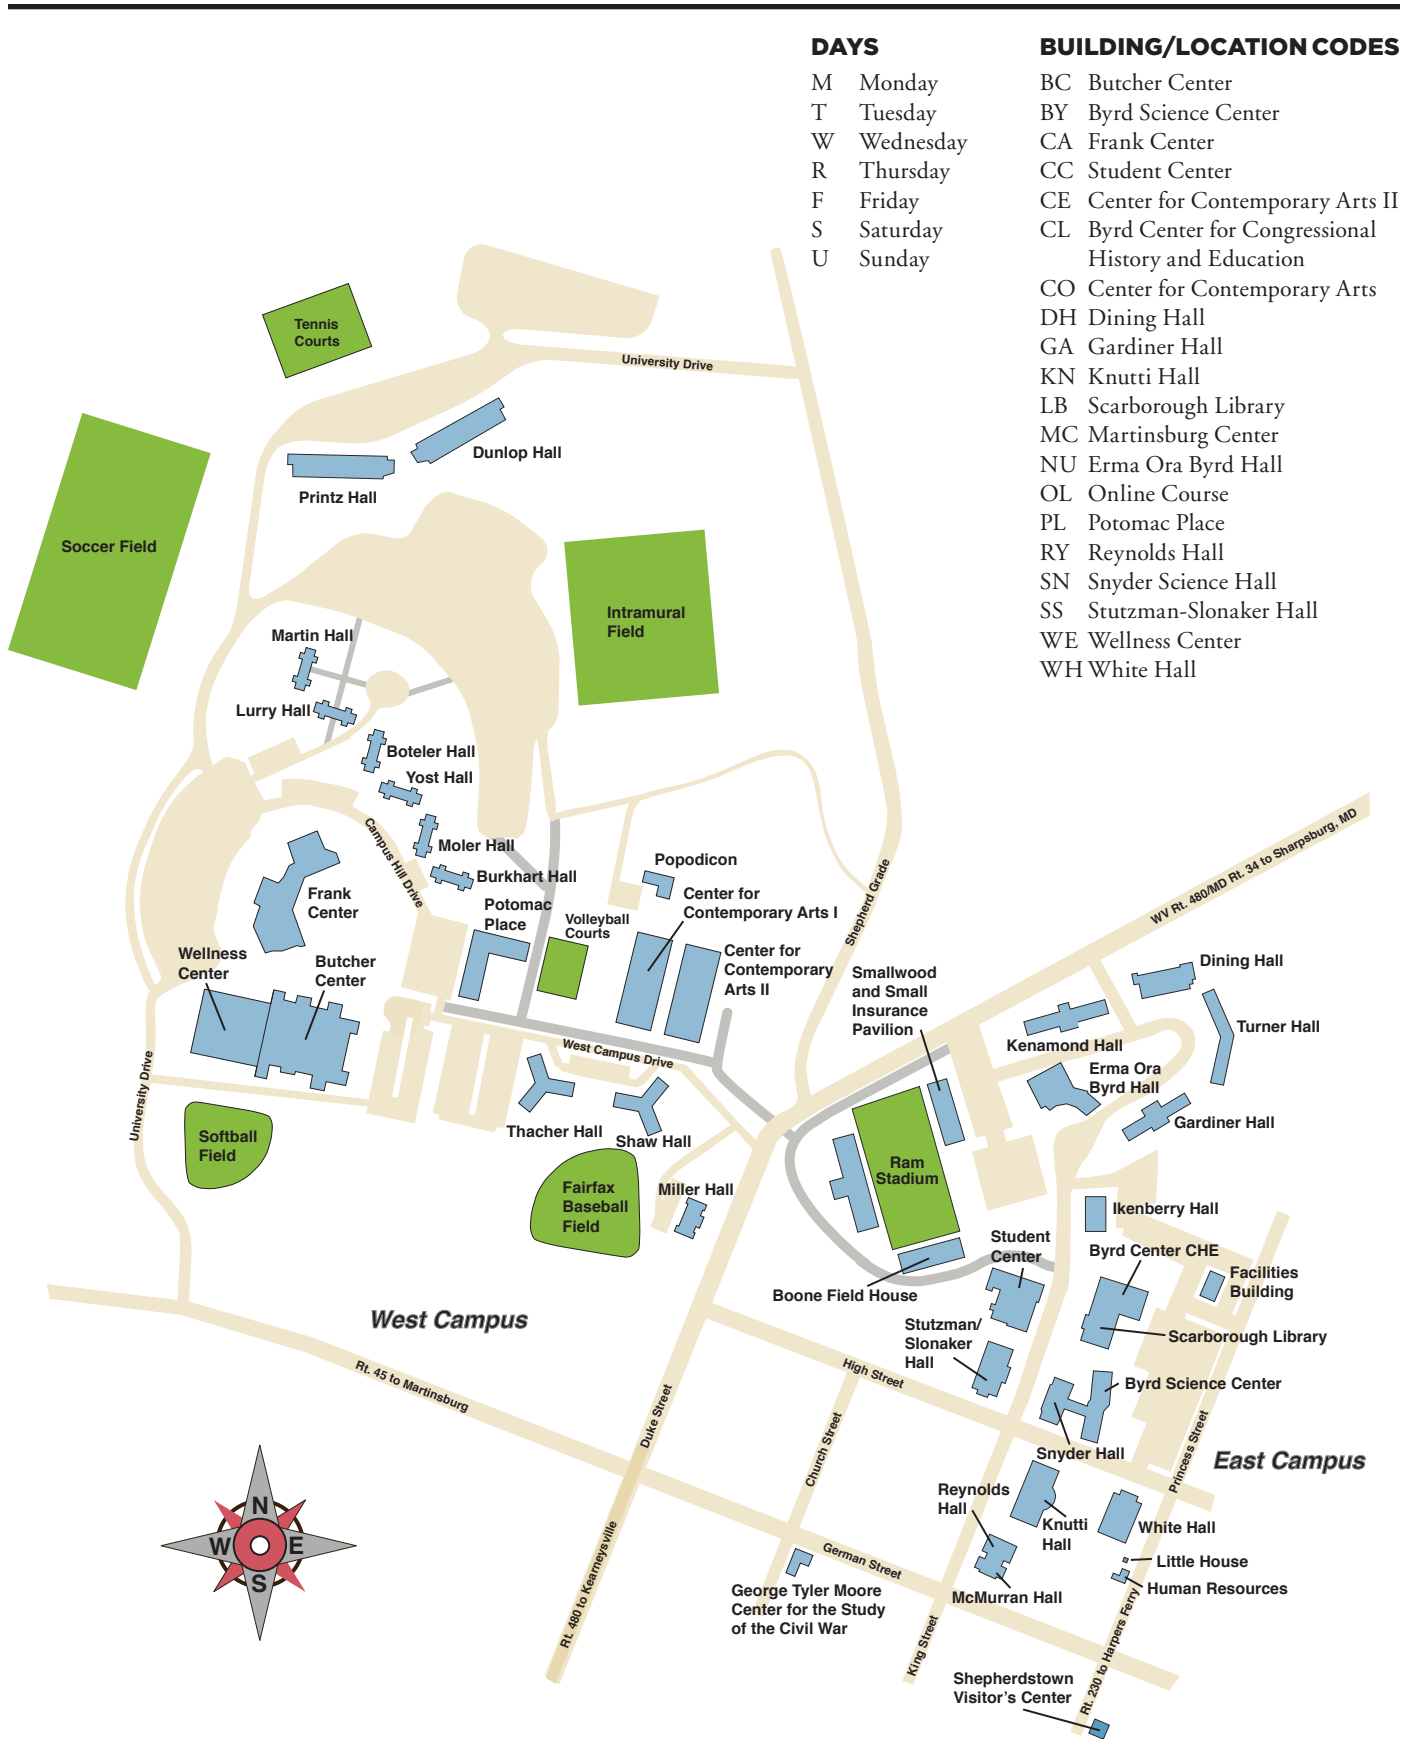 DAYS
M Monday
T Tuesday
W Wednesday
R Thursday
F Friday
S Saturday
U Sunday
BUILDING/LOCATION CODES
BC Butcher Center
BY Byrd Science Center
CA Frank Center
CC Student Center
CE Center for Contemporary Arts II
CL Byrd Center for Congressional
History and Education
CO Center for Contemporary Arts
DH Dining Hall
GA Gardiner Hall
KN Knutti Hall
LB Scarborough Library
MC Martinsburg Center
NU Erma Ora Byrd Hall
OL Online Course
PL Potomac Place
RY Reynolds Hall
SN Snyder Science Hall
SS Stutzman-Slonaker Hall
WE Wellness Center
WH White Hall
Tennis
Courts
University Drive
Dunlop Hall
Printz Hall
Soccer Field
Intramural
Field
Martin Hall
Lurry Hall
Boteler Hall
Yost Hall
Campus Hill Drive
Moler Hall
Burkhart Hall
Popodicon
Shepherd Grade
WV Rt. 480/MD Rt. 34 to Sharpsburg, MD
Frank
Center
Potomac
Place
Volleyball
Courts
Center for
Contemporary Arts I
Center for
Contemporary
Arts II
Wellness
Center
Butcher
Center
Smallwood
and Small
Insurance
Pavilion
Dining Hall
Turner Hall
Kenamond Hall
Erma Ora
Byrd Hall
Gardiner Hall
West Campus Drive
University Drive
Softball
Field
Thacher Hall
Shaw Hall
Fairfax
Baseball
Field
Miller Hall
Ram
Stadium
Ikenberry Hall
Student
Center
Byrd Center CHE
Facilities
Building
Boone Field House
West Campus
Stutzman/
Slonaker
Hall
Scarborough Library
High Street
Byrd Science Center
Rt. 45 to Martinsburg
Duke Street
Church Street
Snyder Hall
Princess Street
East Campus
Reynolds
Hall
Knutti
Hall
White Hall
Little House
Human Resources
McMurran Hall
German Street
George Tyler Moore
Center for the Study
of the Civil War
Rt. 480 to Kearneysville
King Street
Rt. 230 to Harpers Ferry
Shepherdstown
Visitor's Center
N
W E
S